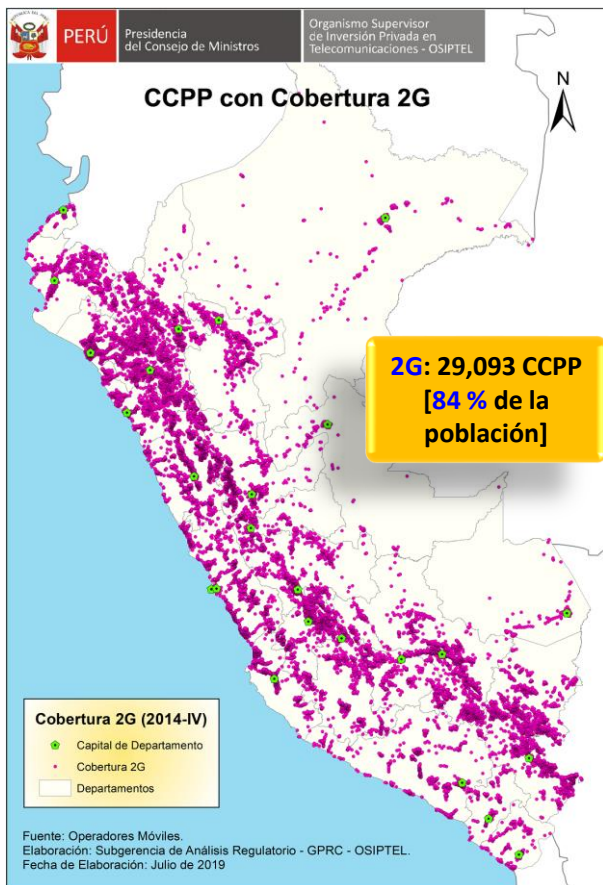 PERÚ
Presidencia
del Consejo de Ministros
Organismo Supervisor
de Inversión Privada en
Telecomunicaciones - OSIPTEL
CCPP con Cobertura 2G
N
2G: 29,093 CCPP
[84 % de la
población]
Cobertura 2G (2014-IV)
Capital de Departamento
Cobertura 2G
Departamentos
Fuente: Operadores Móviles.
Elaboración: Subgerencia de Análisis Regulatorio - GPRC - OSIPTEL.
Fecha de Elaboración: Julio de 2019